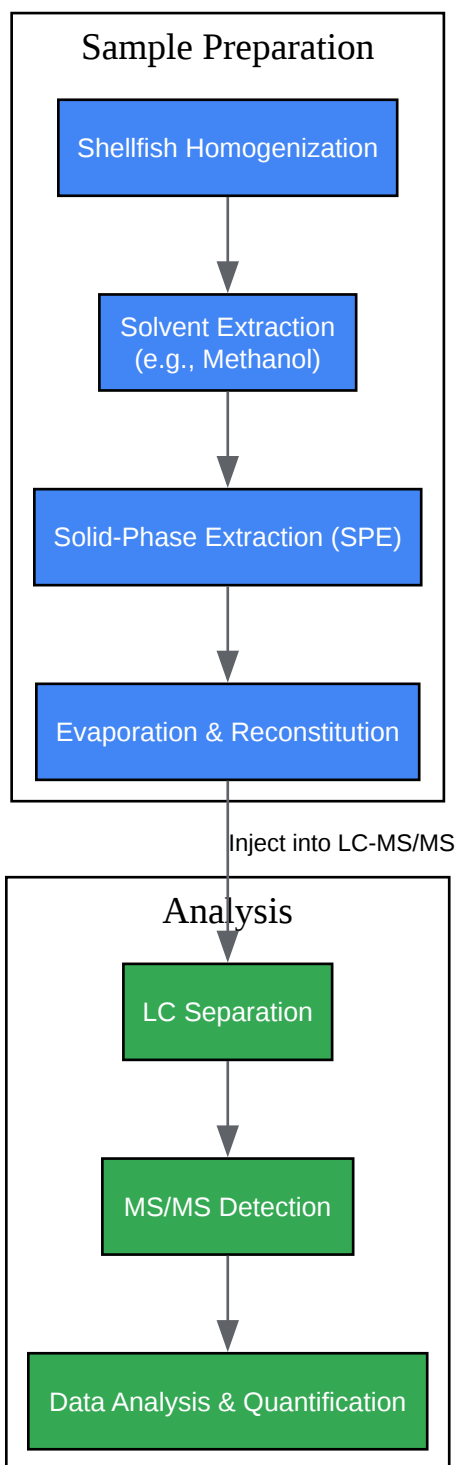 Sample Preparation
Shellfish Homogenization
Solvent Extraction
(e.g., Methanol)
Solid-Phase Extraction (SPE)
Evaporation & Reconstitution
Inject into LC-MS/MS
Analysis
LC Separation
MS/MS Detection
Data Analysis & Quantification